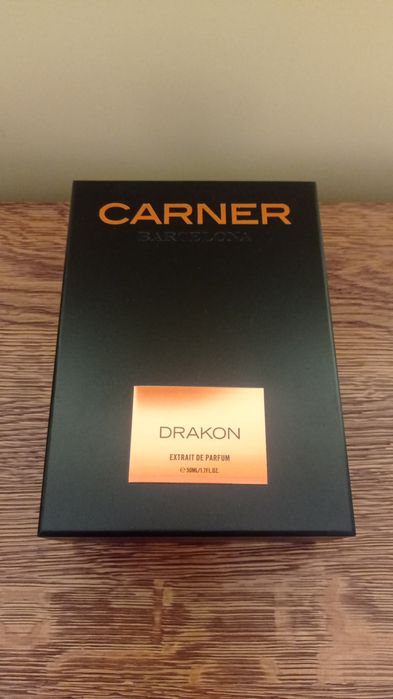 CARNER
BARCELONA
DRAKON
EXTRAIT DE PARFUM
℮ 50ML/1.7FL.OZ.